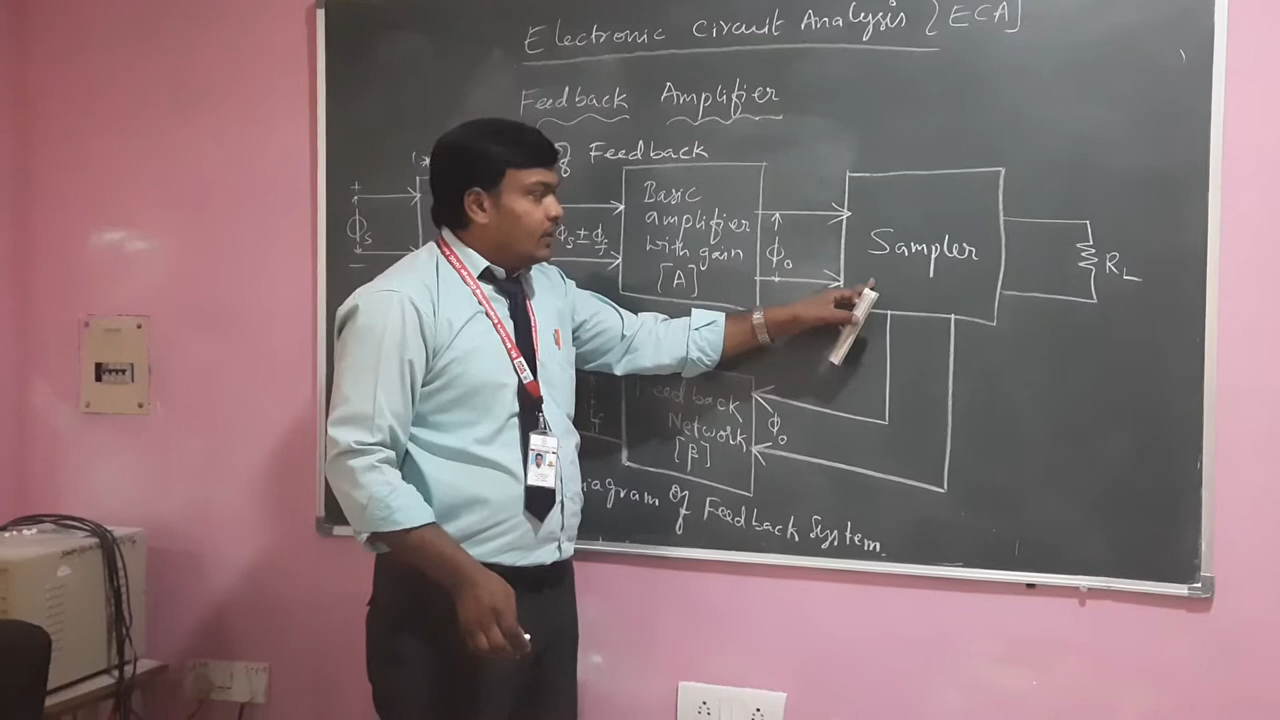 Electronic Circuit Analysis [ECA]
Feedback Amplifier
of Feedback
+
ϕs
−
ϕs ± ϕf
Basic
amplifier
with gain
[A]
ϕo
Sampler
RL
Feedback
Network
[β]
ϕo
diagram of Feedback System.